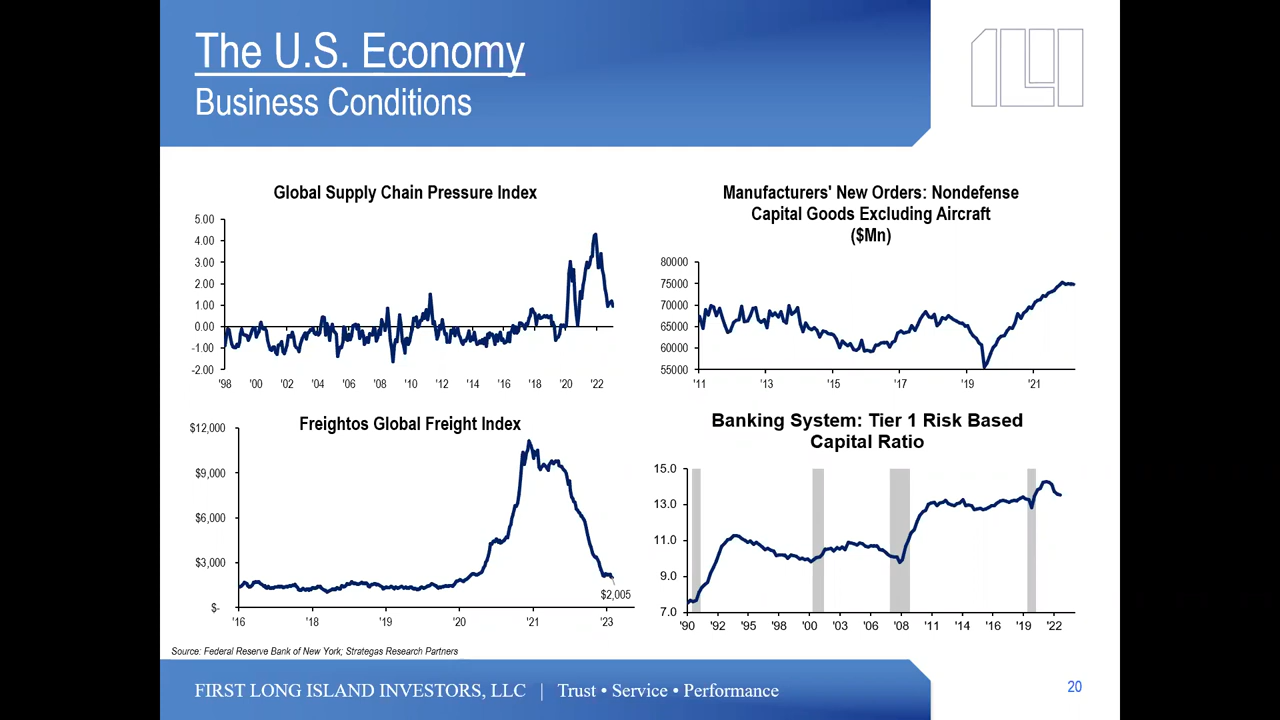 The U.S. Economy
Business Conditions
Global Supply Chain Pressure Index
5.00
4.00
3.00
2.00
1.00
0.00
-1.00
-2.00
'98 '00 '02 '04 '06 '08 '10 '12 '14 '16 '18 '20 '22
Manufacturers' New Orders: Nondefense
Capital Goods Excluding Aircraft
($Mn)
80000
75000
70000
65000
60000
55000
'11 '13 '15 '17 '19 '21
Freightos Global Freight Index
$12,000
$9,000
$6,000
$3,000
$-
$2,005
'16 '18 '19 '20 '21 '23
Banking System: Tier 1 Risk Based
Capital Ratio
15.0
13.0
11.0
9.0
7.0
'90 '92 '95 '98 '00 '03 '06 '08 '11 '14 '16 '19 '22
Source: Federal Reserve Bank of New York; Strategas Research Partners
FIRST LONG ISLAND INVESTORS, LLC | Trust • Service • Performance
20